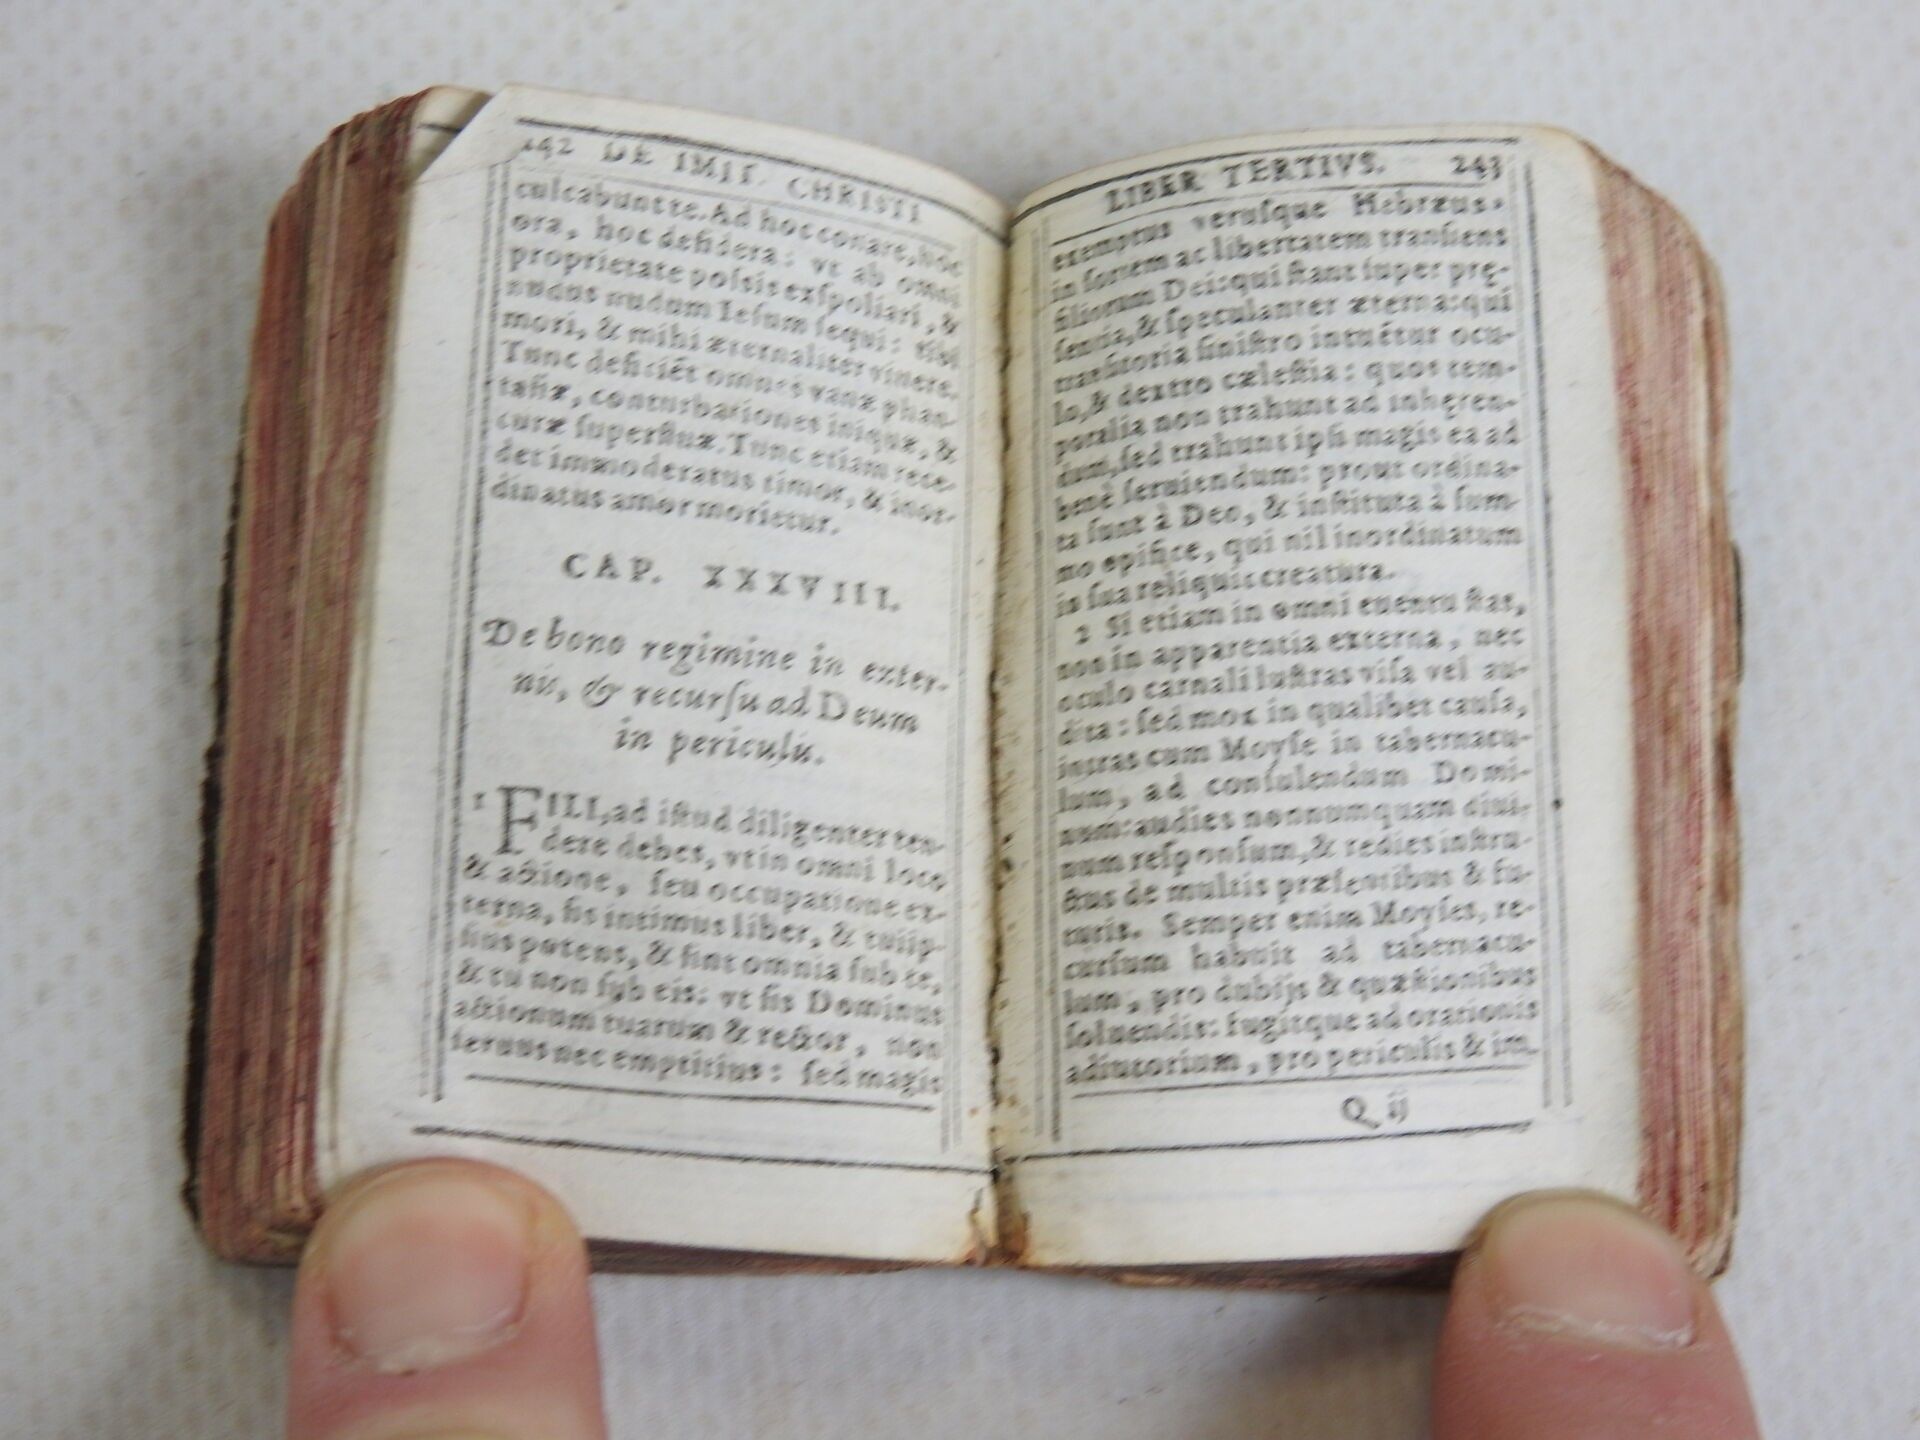 242 DE IMIT. CHRISTI
culcabunt te. Ad hoc conare, hoc
ora, hoc desidera: vt ab omni
proprietate possis exspoliari, &
nudus nudum Iesum sequi: tibi
mori, & mihi æternaliter viuere.
Tunc deficiẽt omnes vanæ phan-
tasiæ, conturbationes iniquæ, &
curæ superfluæ. Tunc etiam rece-
det immoderatus timor, & inor-
dinatus amor morietur.
CAP. XXXVIII.
De bono regimine in exter-
nis, & recursu ad Deum
in periculis.
1 FILI, ad istud diligenter ten-
dere debes, vt in omni loco
& actione, seu occupatione ex-
terna, sis intimus liber, & tui ip-
sius potens, & sint omnia sub te,
& tu non sub eis: vt sis Dominus
actionum tuarum & rector, non
seruus nec emptitius: sed magis
LIBER TERTIVS. 243
exemptus verusque Hebræus,
in sortem ac libertatem transiens
filiorum Dei: qui stant super pręs-
sentia, & speculanter æterna: qui
transitoria sinistro intuẽtur ocu-
lo, & dextro cælestia: quos tem-
poralia non trahunt ad inhęren-
dum, sed trahunt ipsi magis ea ad
benè seruiendum: prout ordina-
ta sunt à Deo, & instituta à sum-
mo opifice, qui nil inordinatum
in sua reliquit creatura.
2 Si etiam in omni euentu stas,
non in apparentia externa, nec
oculo carnali lustras visa vel au-
dita: sed mox in qualibet causa,
intras cum Moyse in tabernacu-
lum, ad consulendum Domi-
num: audies nonnumquam diui-
num responsum, & redies instru-
ctus de multis præsentibus & fu-
turis. Semper enim Moyses, re-
cursum habuit ad tabernacu-
lum, pro dubijs & quæstionibus
soluendis: fugitque ad orationis
adiutorium, pro periculis & im-
Q ij